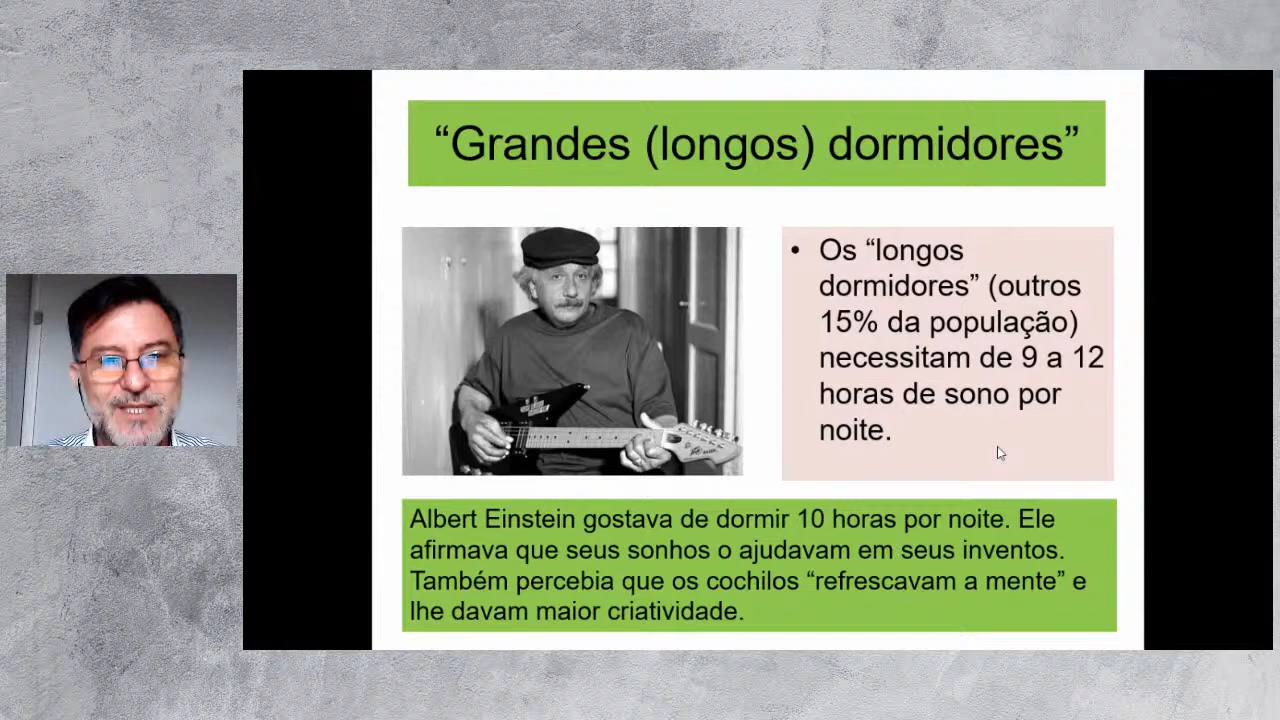 “Grandes (longos) dormidores”
• Os “longos
dormidores” (outros
15% da população)
necessitam de 9 a 12
horas de sono por
noite.
Albert Einstein gostava de dormir 10 horas por noite. Ele
afirmava que seus sonhos o ajudavam em seus inventos.
Também percebia que os cochilos “refrescavam a mente” e
lhe davam maior criatividade.